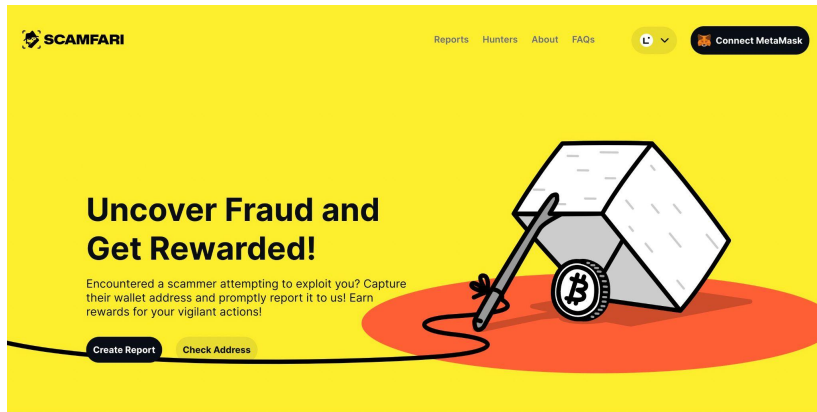 SCAMFARI
Reports Hunters About FAQs
Connect MetaMask
Uncover Fraud and
Get Rewarded!
Encountered a scammer attempting to exploit you? Capture
their wallet address and promptly report it to us! Earn
rewards for your vigilant actions!
Create Report
Check Address